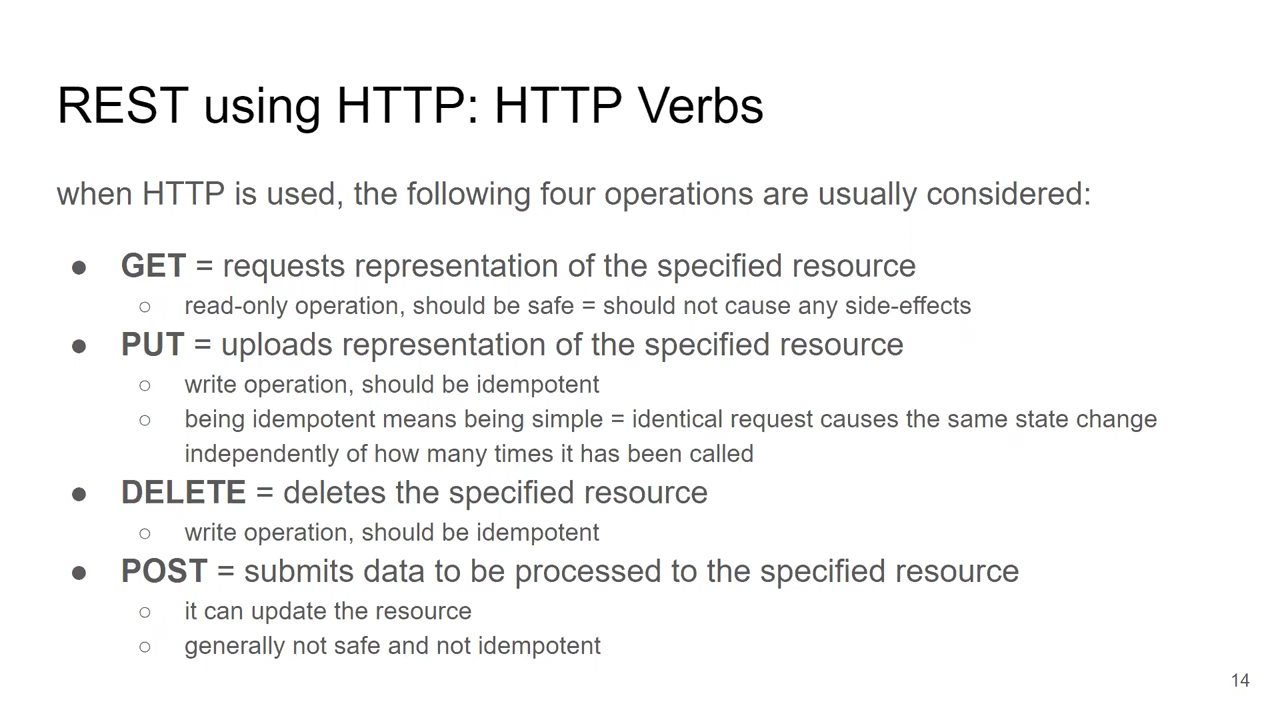 REST using HTTP: HTTP Verbs
when HTTP is used, the following four operations are usually considered:
● GET = requests representation of the specified resource
○ read-only operation, should be safe = should not cause any side-effects
● PUT = uploads representation of the specified resource
○ write operation, should be idempotent
○ being idempotent means being simple = identical request causes the same state change
independently of how many times it has been called
● DELETE = deletes the specified resource
○ write operation, should be idempotent
● POST = submits data to be processed to the specified resource
○ it can update the resource
○ generally not safe and not idempotent
14